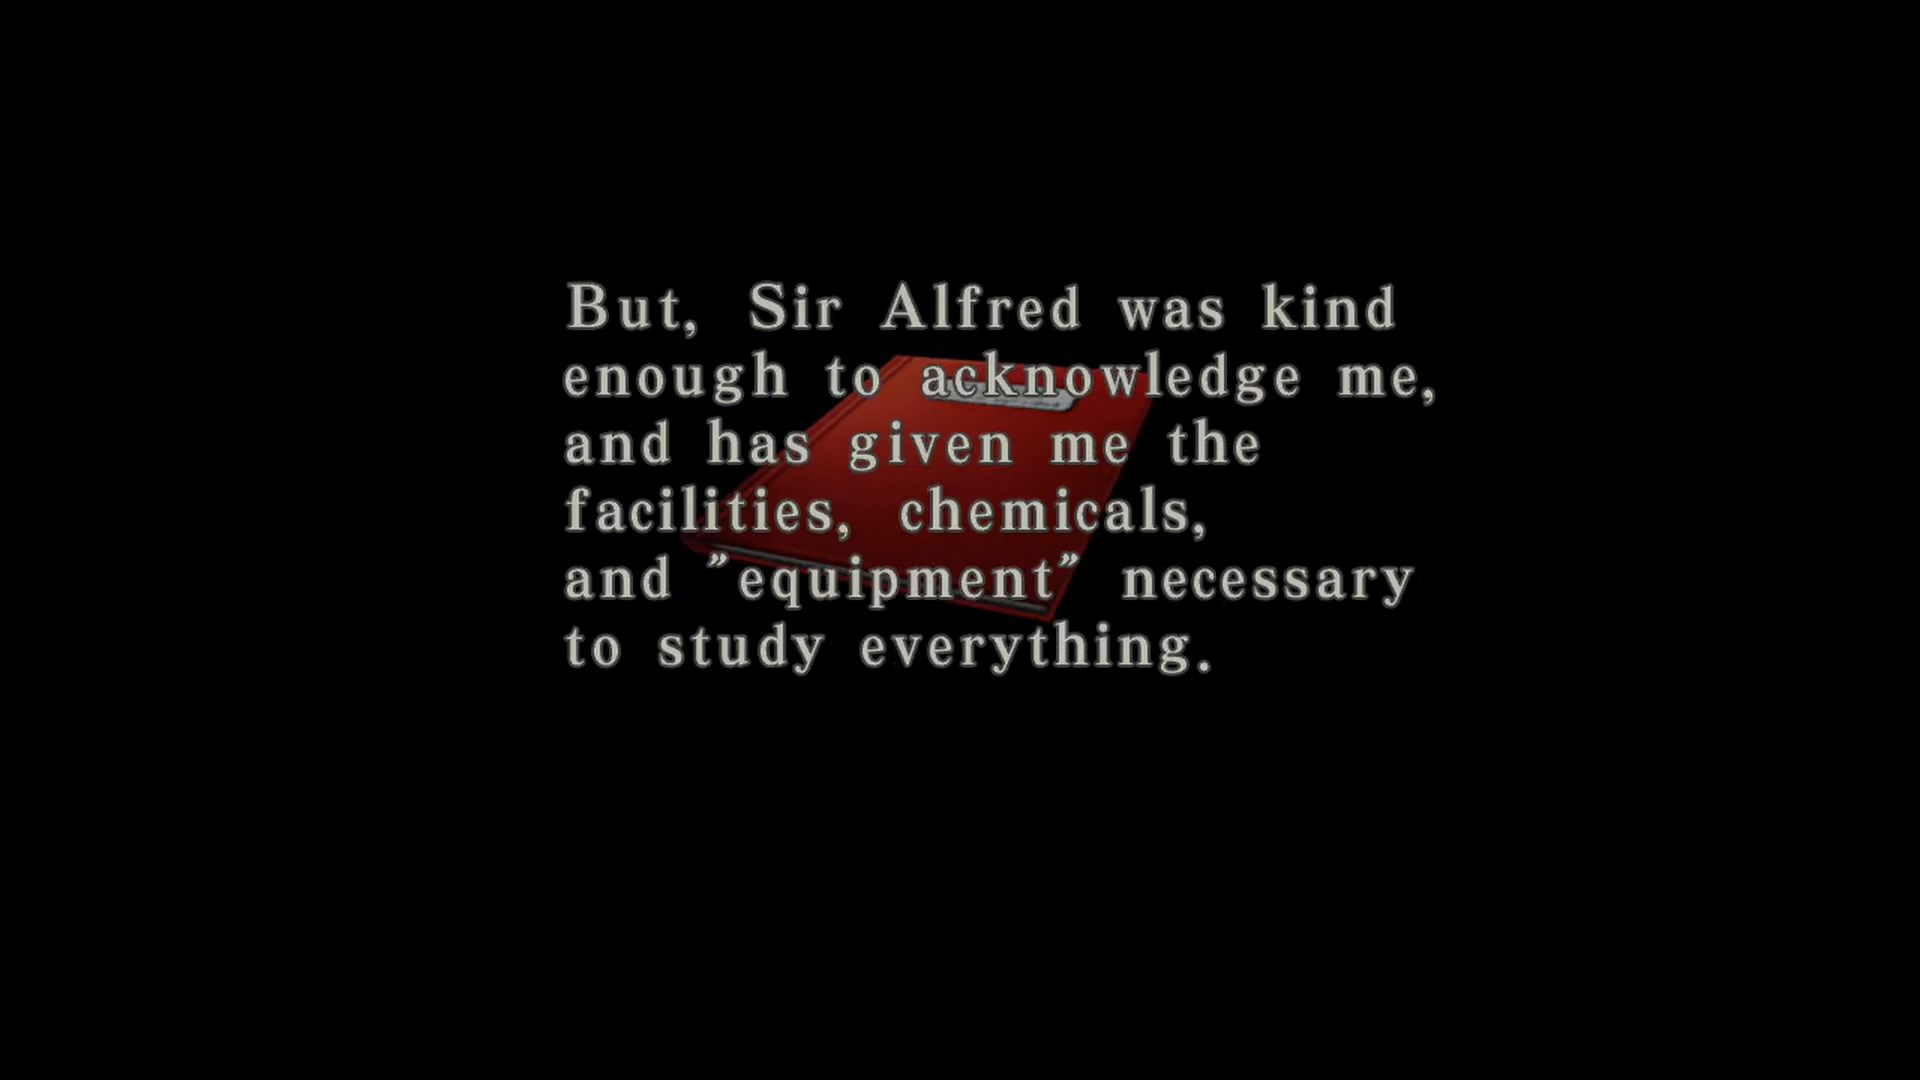 But, Sir Alfred was kind
enough to acknowledge me,
and has given me the
facilities, chemicals,
and ”equipment” necessary
to study everything.